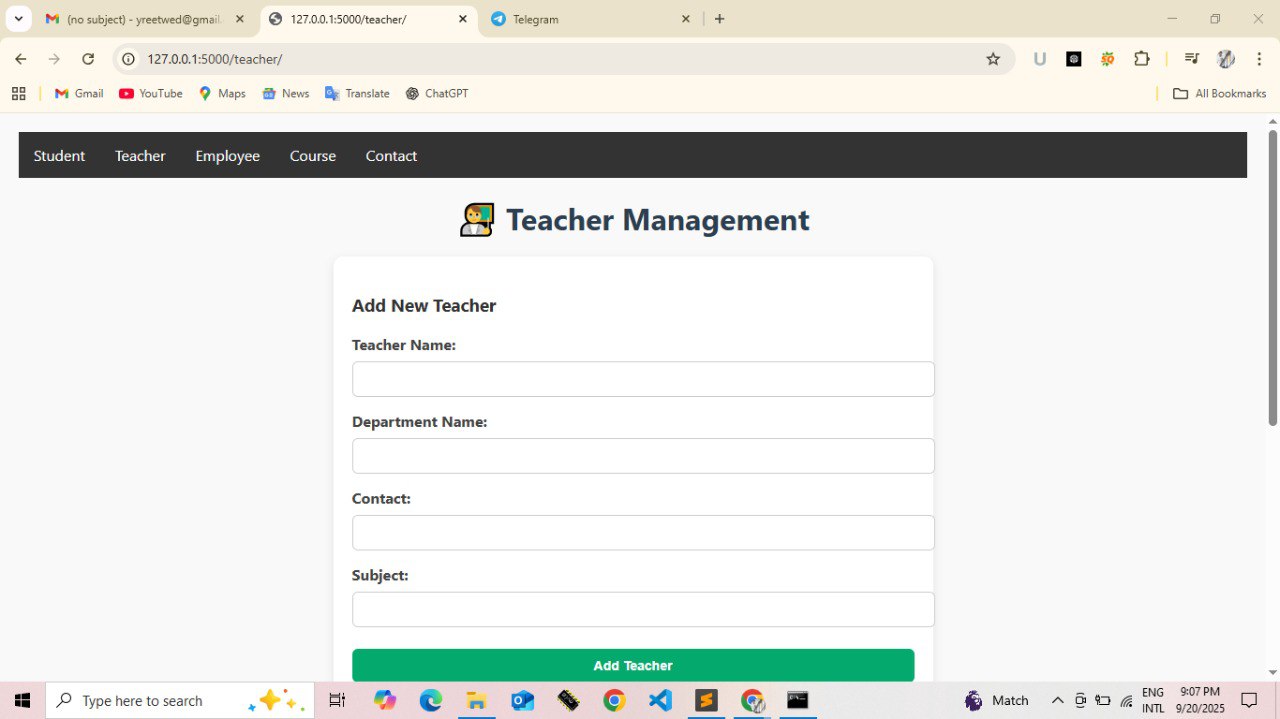 (no subject) - yreetwed@gmail.
127.0.0.1:5000/teacher/
Telegram
127.0.0.1:5000/teacher/
Gmail
YouTube
Maps
News
Translate
ChatGPT
All Bookmarks
Student
Teacher
Employee
Course
Contact
Teacher Management
Add New Teacher
Teacher Name:
Department Name:
Contact:
Subject:
Add Teacher
Type here to search
Match
ENG
INTL
9:07 PM
9/20/2025